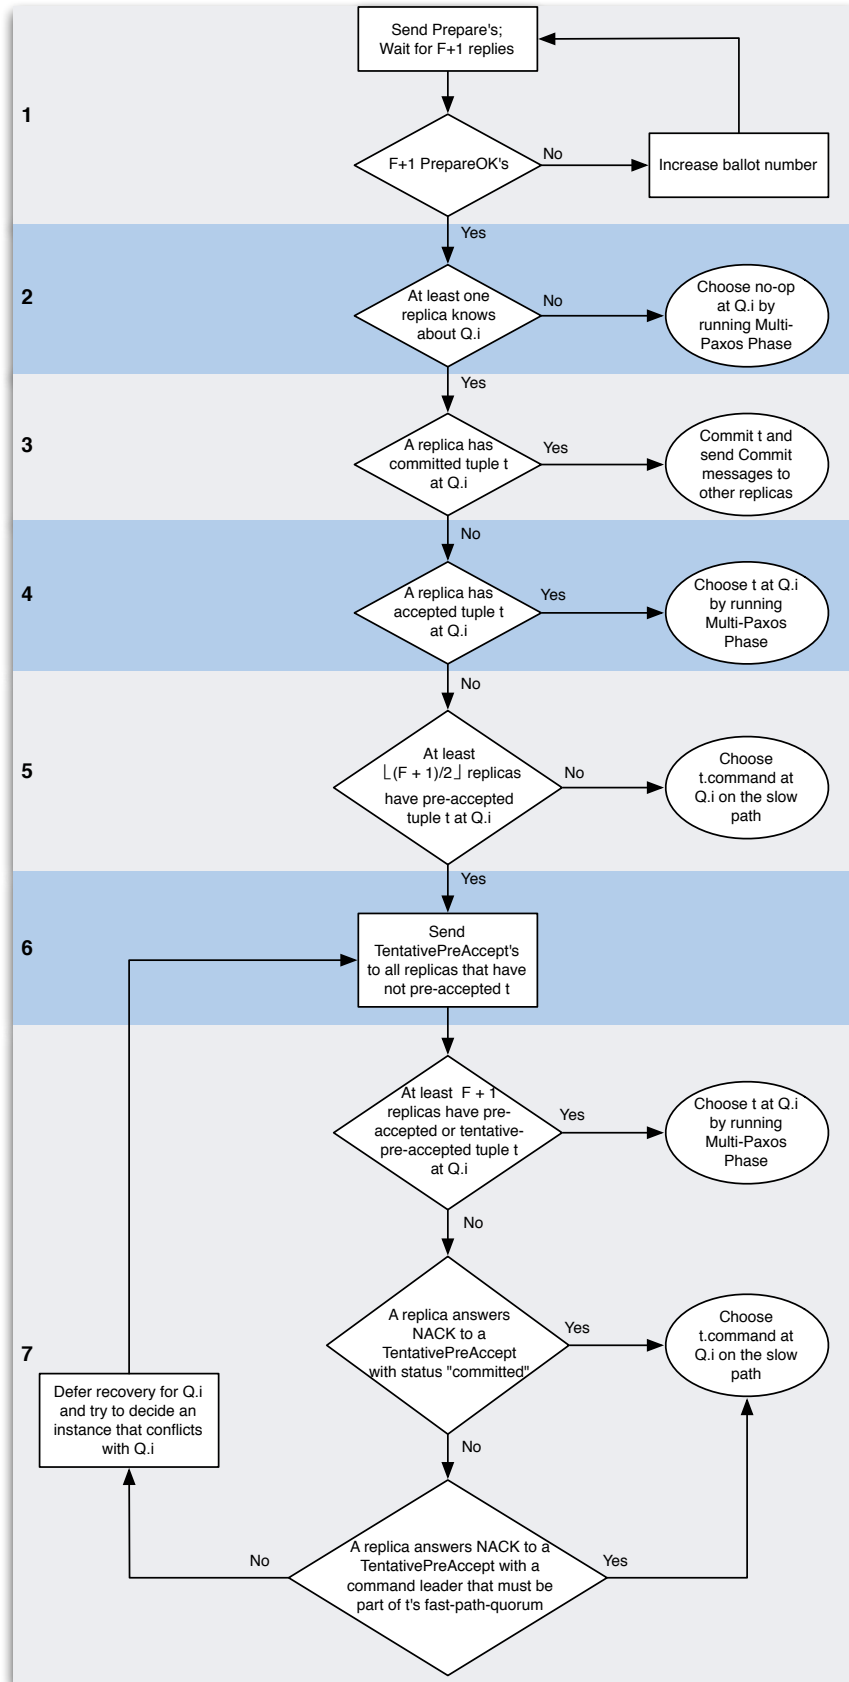 Send Prepare's;
Wait for F+1 replies
1
F+1 PrepareOK's
No
Increase ballot number
Yes
2
At least one
replica knows
about Q.i
No
Choose no-op
at Q.i by
running Multi-
Paxos Phase
Yes
3
A replica has
committed tuple t
at Q.i
Yes
Commit t and
send Commit
messages to
other replicas
No
4
A replica has
accepted tuple t
at Q.i
Yes
Choose t at Q.i
by running
Multi-Paxos
Phase
No
5
At least
⌊(F + 1)/2⌋ replicas
have pre-accepted
tuple t at Q.i
No
Choose
t.command at
Q.i on the slow
path
Yes
6
Send
TentativePreAccept's
to all replicas that have
not pre-accepted t
At least F + 1
replicas have pre-
accepted or tentative-
pre-accepted tuple t
at Q.i
Yes
Choose t at Q.i
by running
Multi-Paxos
Phase
No
7
A replica answers
NACK to a
TentativePreAccept
with status "committed"
Yes
Choose
t.command at
Q.i on the slow
path
Defer recovery for Q.i
and try to decide an
instance that conflicts
with Q.i
No
A replica answers NACK to a
TentativePreAccept with a
command leader that must be
part of t's fast-path-quorum
No
Yes